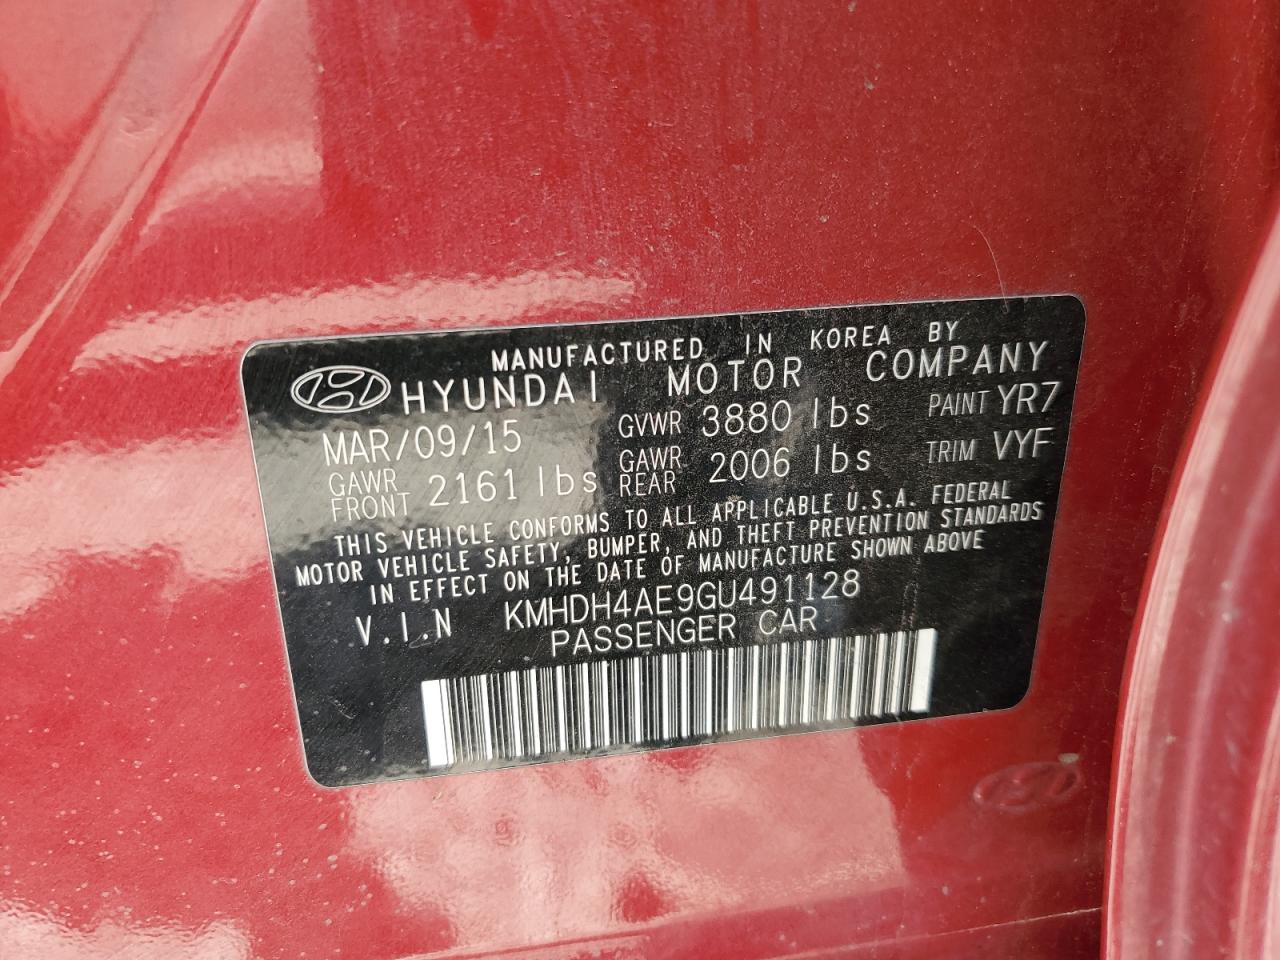 MANUFACTURED IN KOREA BY
HYUNDAI MOTOR COMPANY
MAR/09/15 GVWR 3880 lbs PAINT YR7
GAWR FRONT 2161 lbs GAWR REAR 2006 lbs TRIM VYF
THIS VEHICLE CONFORMS TO ALL APPLICABLE U.S.A. FEDERAL
MOTOR VEHICLE SAFETY, BUMPER, AND THEFT PREVENTION STANDARDS
IN EFFECT ON THE DATE OF MANUFACTURE SHOWN ABOVE
V.I.N KMHDH4AE9GU491128
PASSENGER CAR